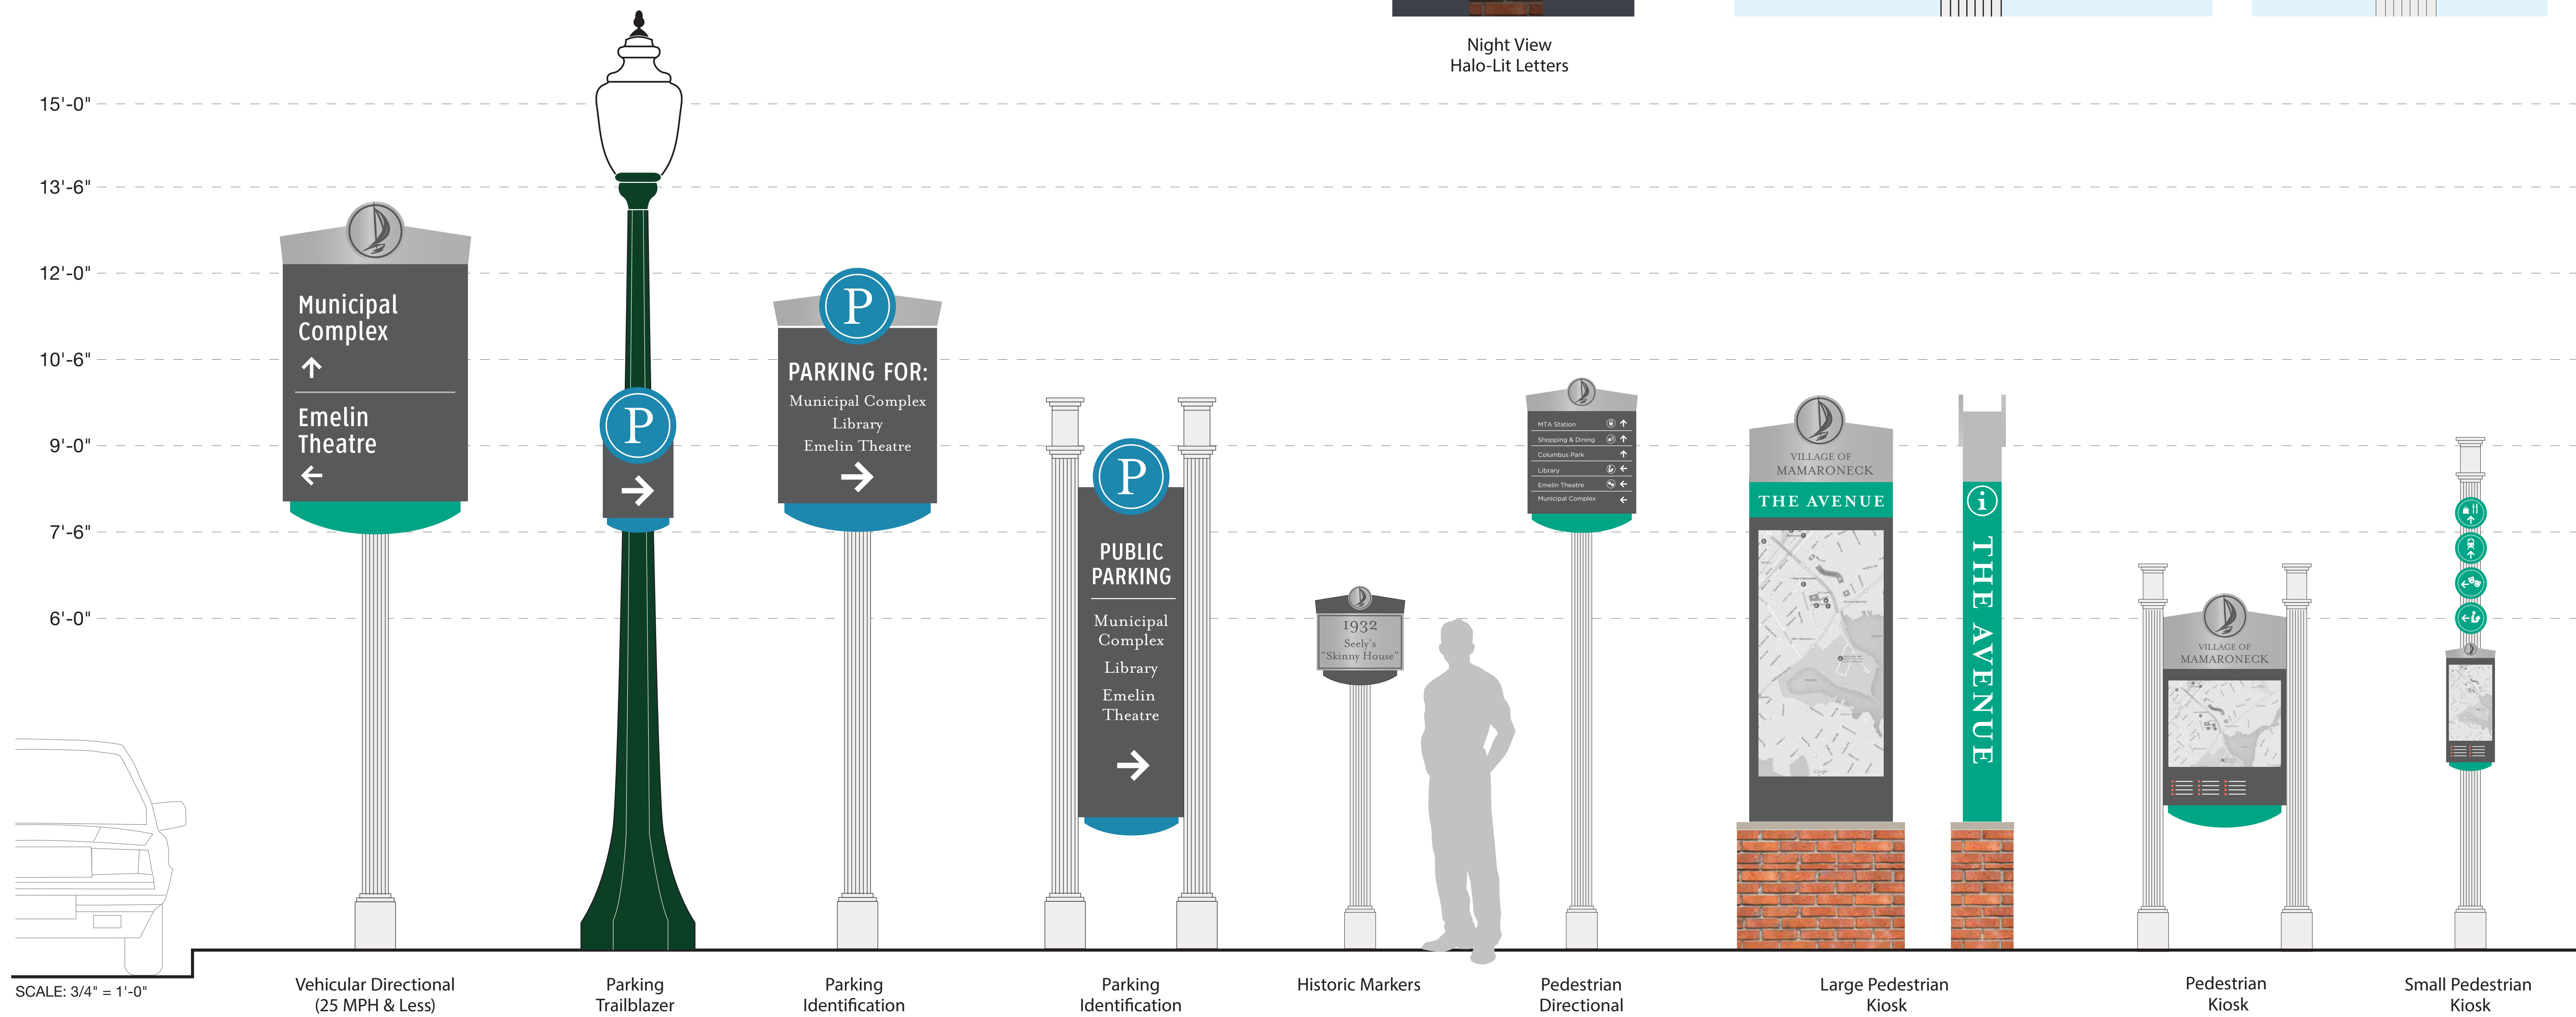 Night View
Halo-Lit Letters
15'-0"
13'-6"
12'-0"
10'-6"
9'-0"
7'-6"
6'-0"
Municipal
Complex
Emelin
Theatre
P
P
PARKING FOR:
Municipal Complex
Library
Emelin Theatre
P
PUBLIC
PARKING
Municipal
Complex
Library
Emelin
Theatre
1932
Seely's
"Skinny House"
MTA Station
Shopping & Dining
Columbus Park
Library
Emelin Theatre
Municipal Complex
VILLAGE OF
MAMARONECK
THE AVENUE
i
THE AVENUE
VILLAGE OF
MAMARONECK
SCALE: 3/4" = 1'-0"
Vehicular Directional
(25 MPH & Less)
Parking
Trailblazer
Parking
Identification
Parking
Identification
Historic Markers
Pedestrian
Directional
Large Pedestrian
Kiosk
Pedestrian
Kiosk
Small Pedestrian
Kiosk